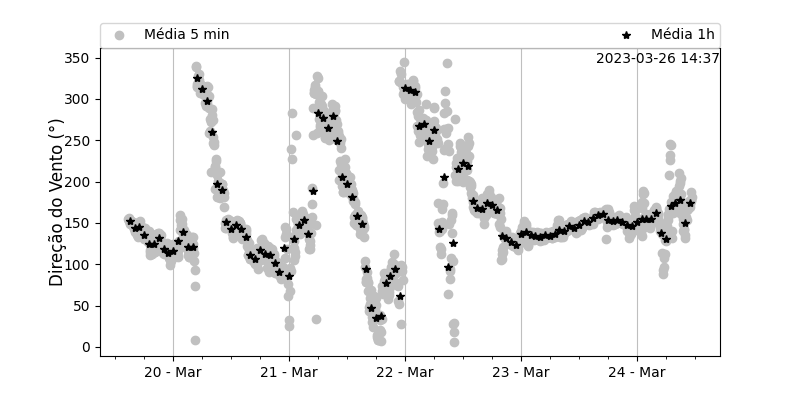 Média 5 min
Média 1h
2023-03-26 14:37
Direção do Vento (°)
350
300
250
200
150
100
50
0
20 - Mar
21 - Mar
22 - Mar
23 - Mar
24 - Mar